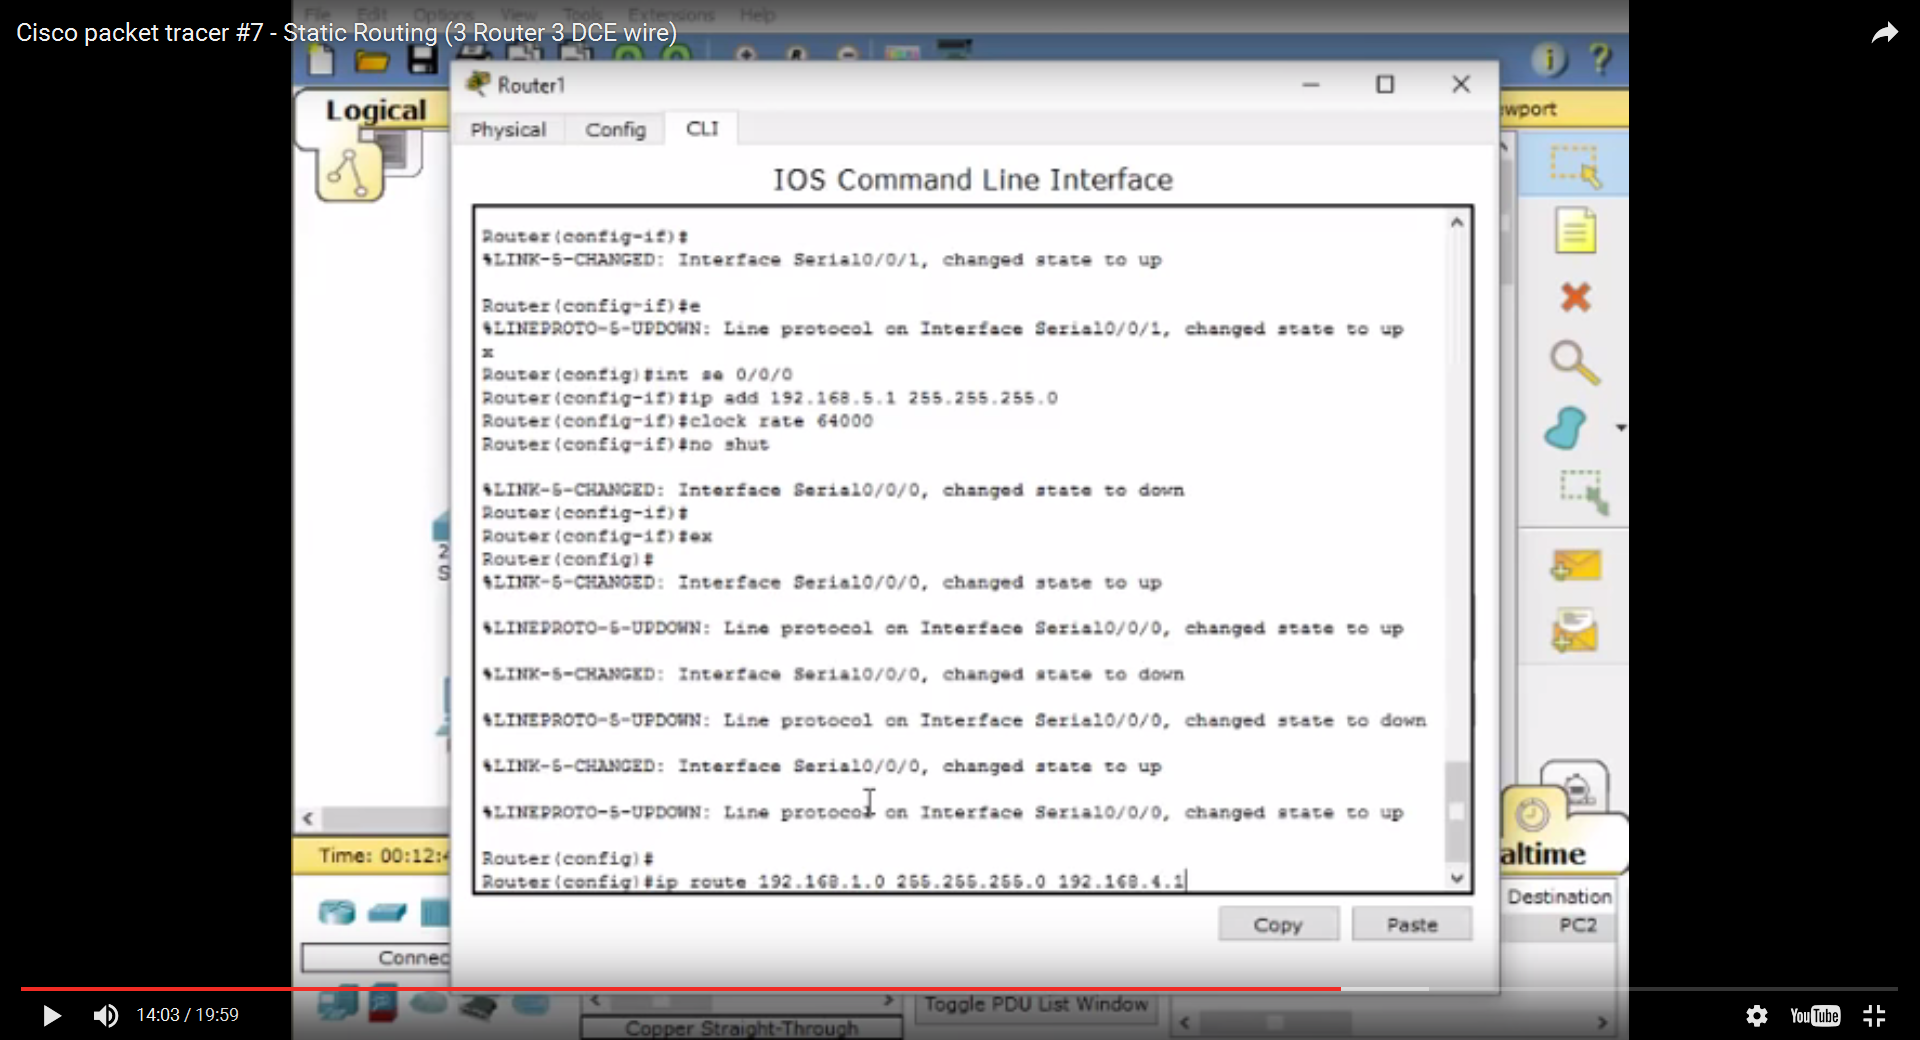 File Edit Options View Tools Extensions Help
Cisco packet tracer #7 - Static Routing (3 Router 3 DCE wire)
Logical
Router1
wport
Physical Config CLI
IOS Command Line Interface
Router(config-if)#
%LINK-5-CHANGED: Interface Serial0/0/1, changed state to up
Router(config-if)#e
%LINEPROTO-5-UPDOWN: Line protocol on Interface Serial0/0/1, changed state to up
x
Router(config)#int se 0/0/0
Router(config-if)#ip add 192.168.5.1 255.255.255.0
Router(config-if)#clock rate 64000
Router(config-if)#no shut
%LINK-5-CHANGED: Interface Serial0/0/0, changed state to down
Router(config-if)#
Router(config-if)#ex
Router(config)#
%LINK-5-CHANGED: Interface Serial0/0/0, changed state to up
%LINEPROTO-5-UPDOWN: Line protocol on Interface Serial0/0/0, changed state to up
%LINK-5-CHANGED: Interface Serial0/0/0, changed state to down
%LINEPROTO-5-UPDOWN: Line protocol on Interface Serial0/0/0, changed state to down
%LINK-5-CHANGED: Interface Serial0/0/0, changed state to up
%LINEPROTO-5-UPDOWN: Line protocol on Interface Serial0/0/0, changed state to up
Router(config)#
Router(config)#ip route 192.168.1.0 255.255.255.0 192.168.4.1
2
S
Time: 00:12:4
altime
Destination
PC2
Copy Paste
Connec
Toggle PDU List Window
Copper Straight-Through
14:03 / 19:59
YouTube